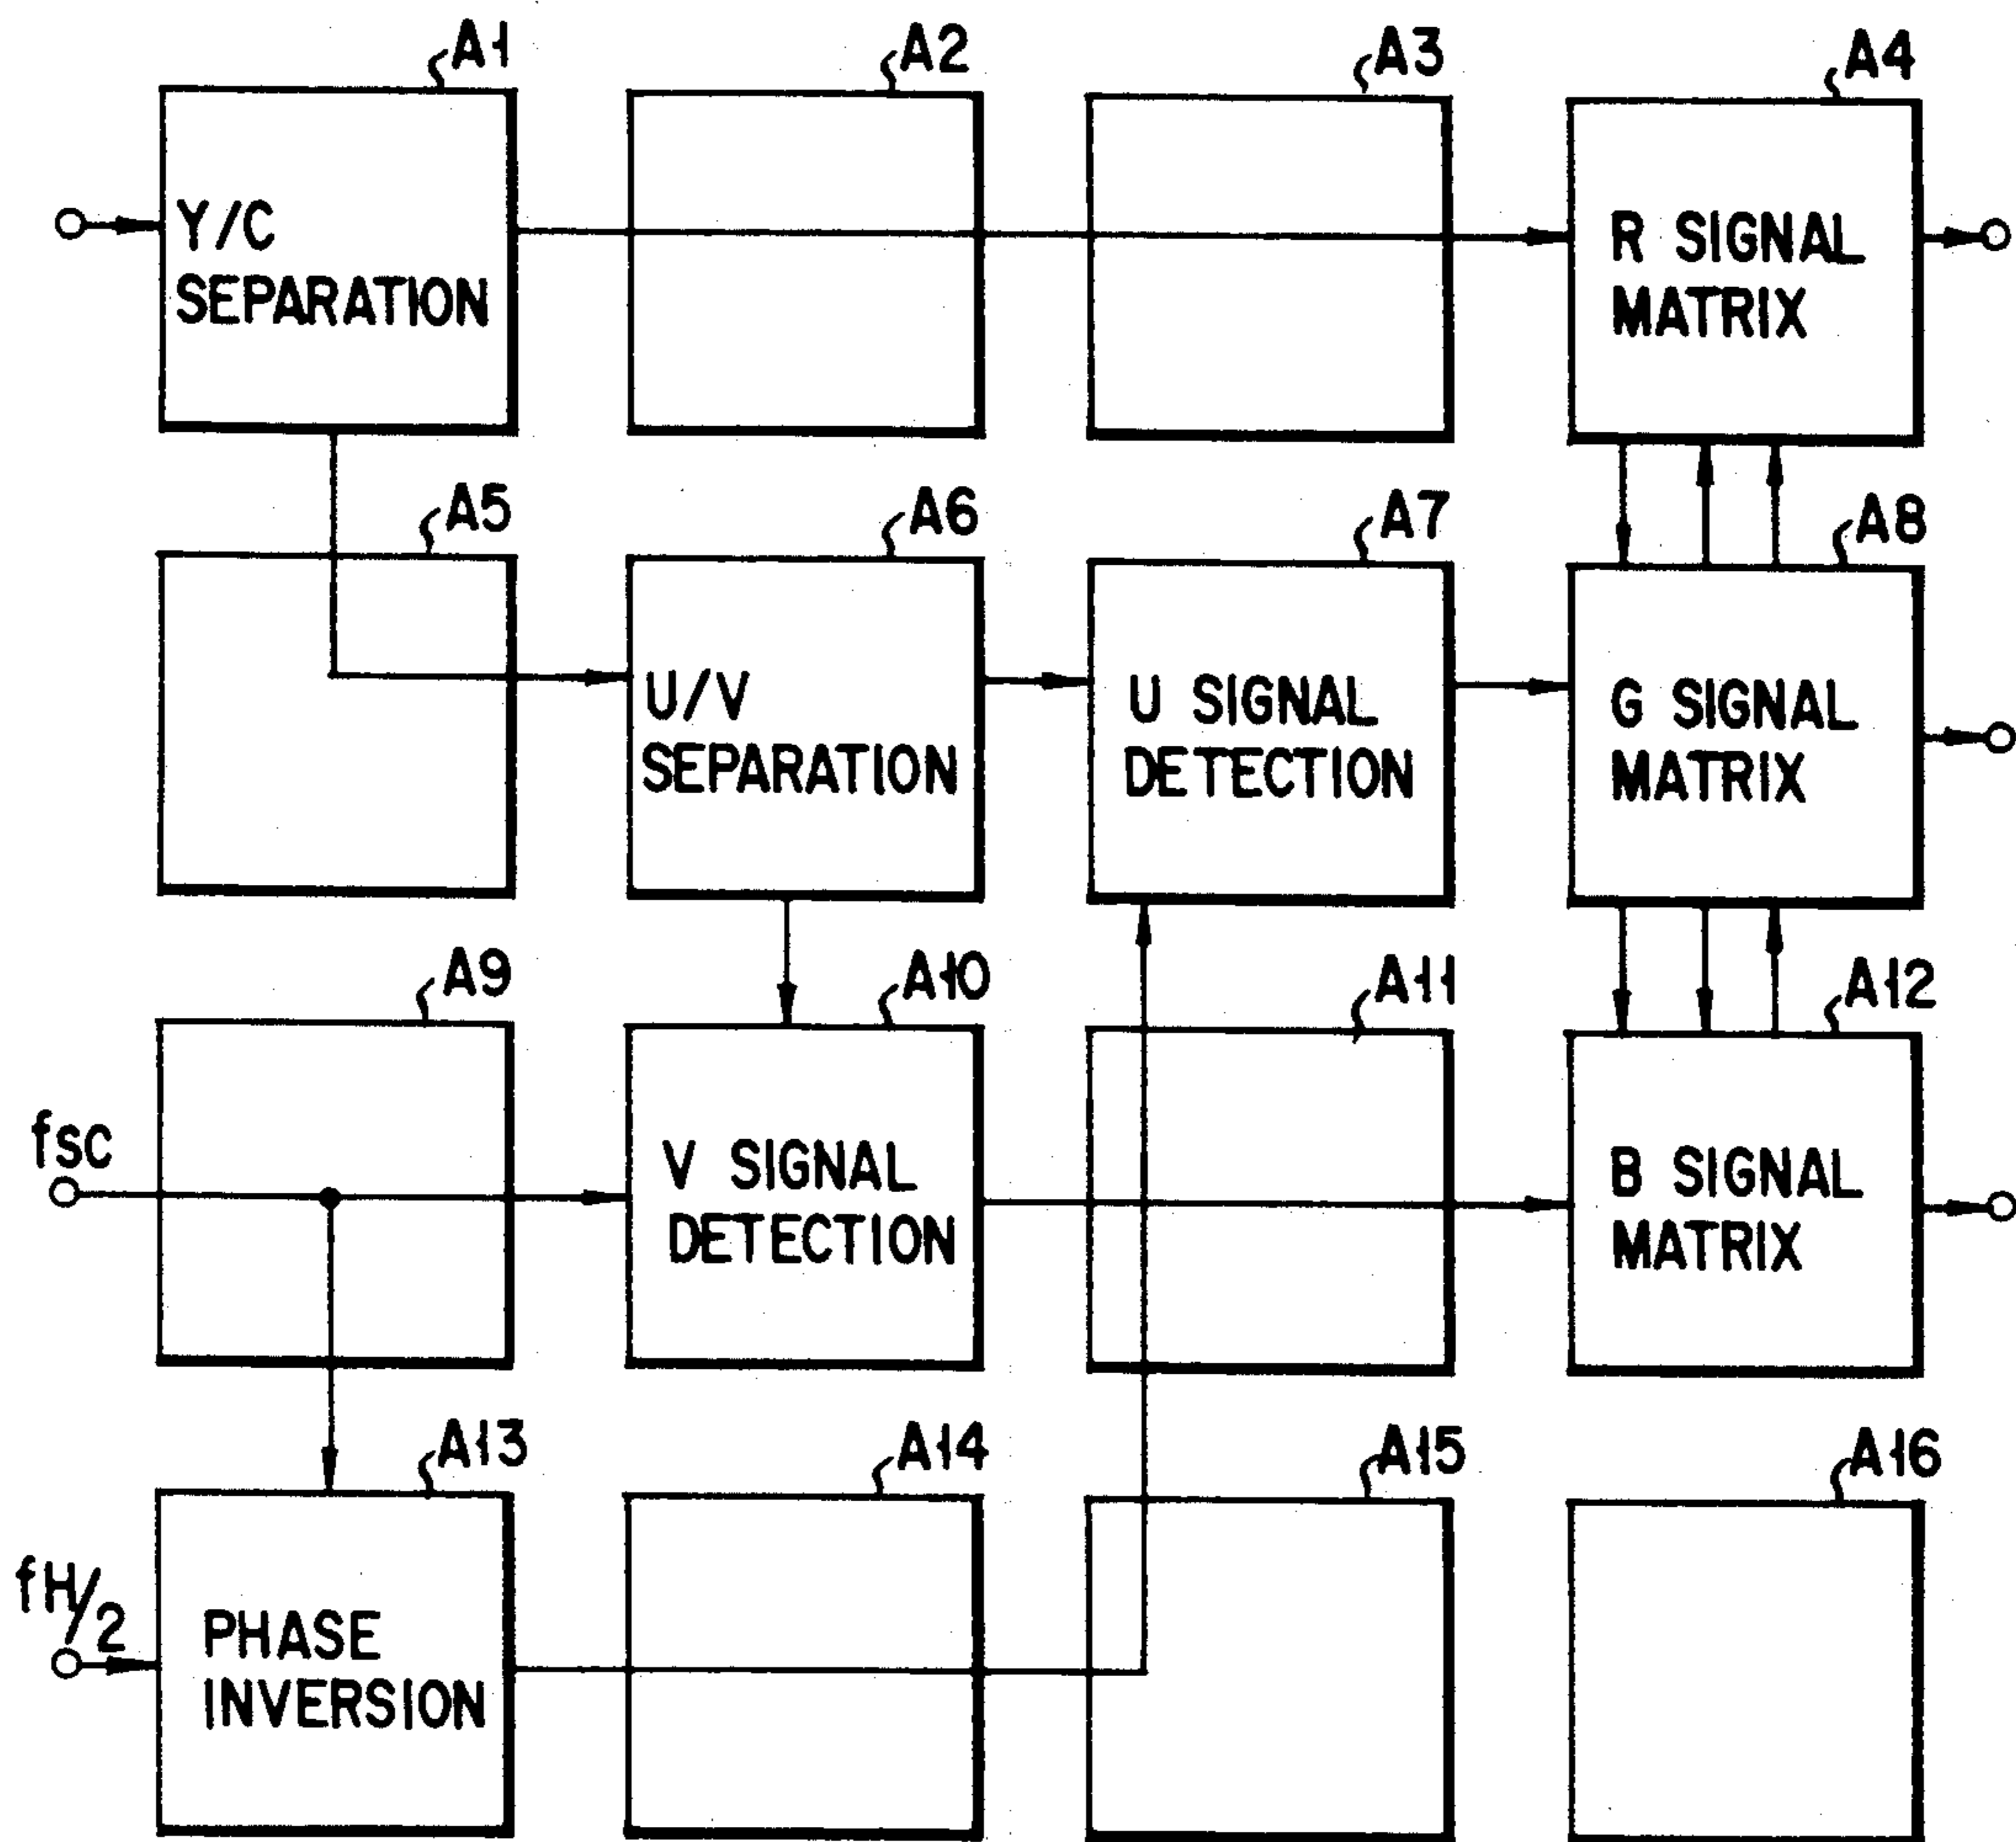 A1
A2
A3
A4
Y/C
SEPARATION
R SIGNAL
MATRIX
A5
A6
A7
A8
U/V
SEPARATION
U SIGNAL
DETECTION
G SIGNAL
MATRIX
A9
A10
A11
A12
fsc
V SIGNAL
DETECTION
B SIGNAL
MATRIX
A13
A14
A15
A16
fH/2
PHASE
INVERSION